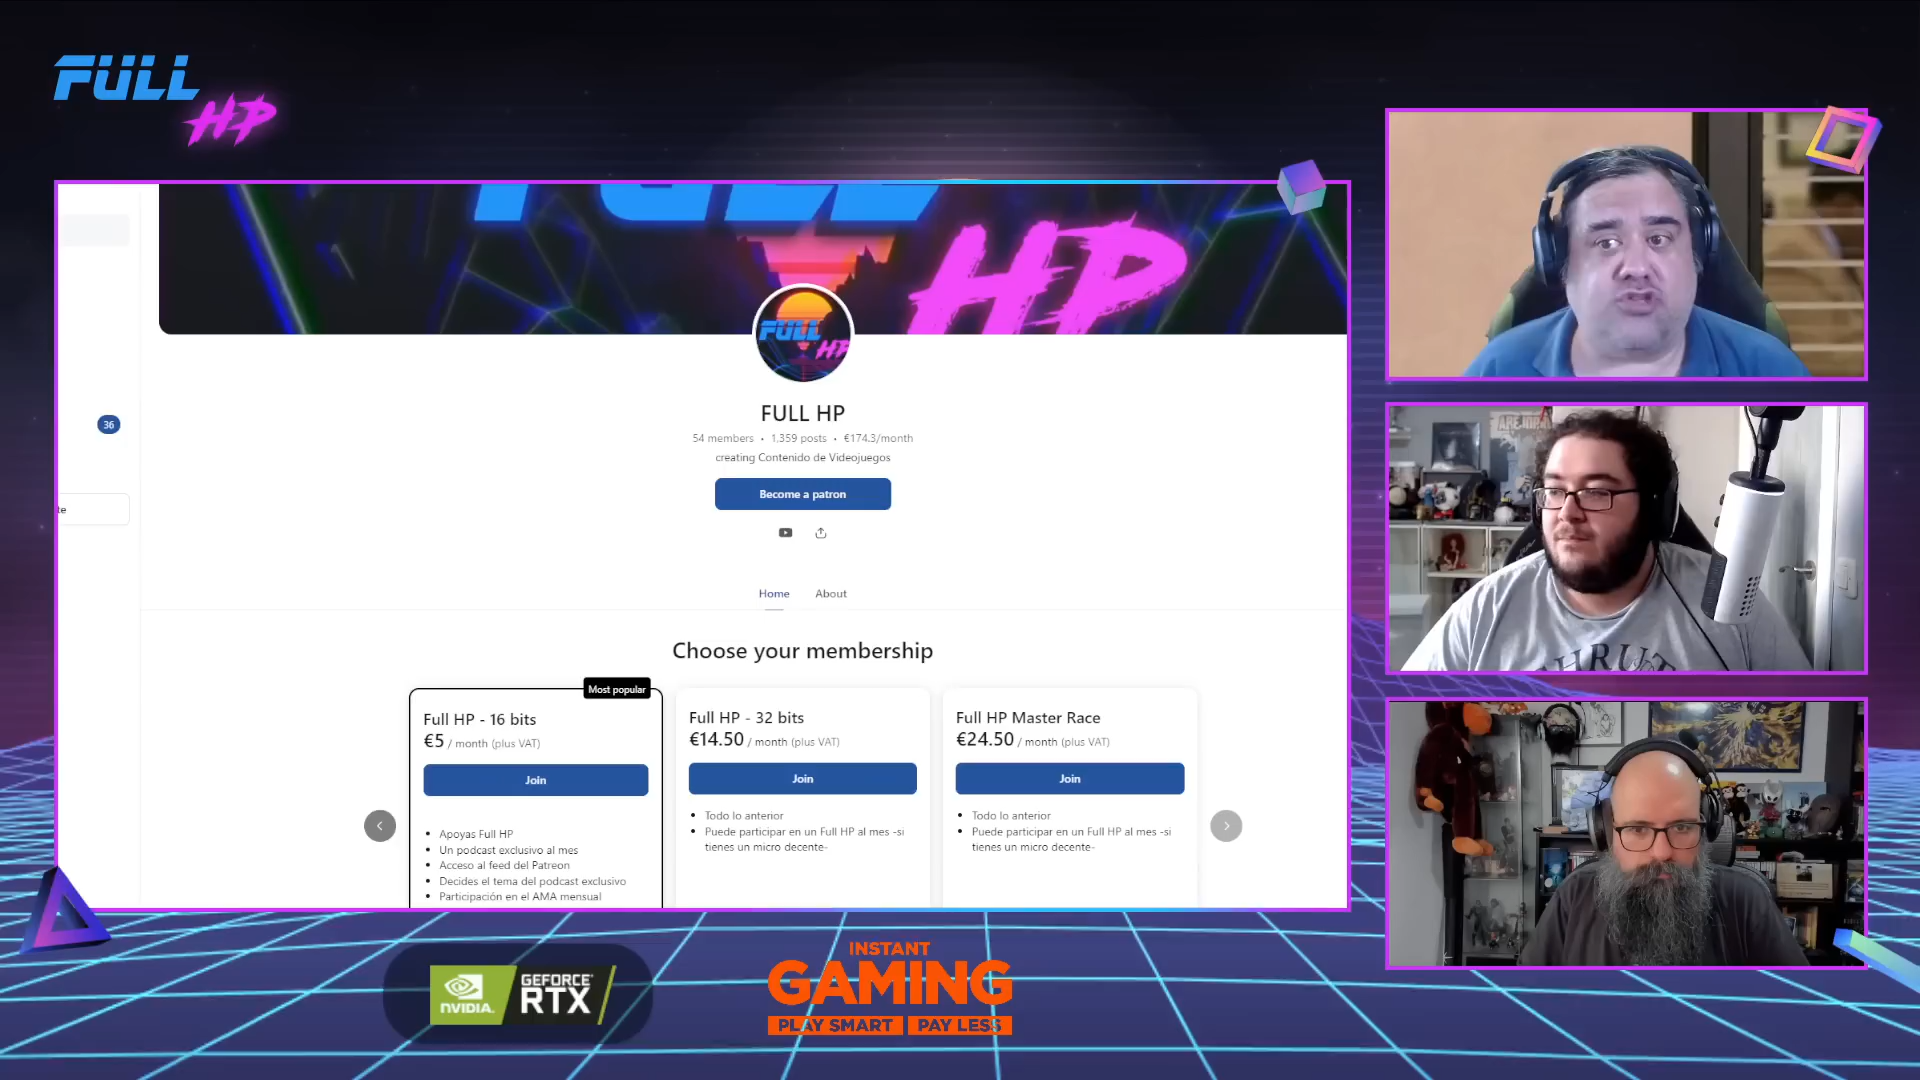 FULL
HP
FULL
HP
FULL
HP
36
te
FULL HP
54 members • 1,359 posts • €174.3/month
creating Contenido de Videojuegos
Become a patron
Home About
Choose your membership
Most popular
Full HP - 16 bits
€5 / month (plus VAT)
Join
Apoyas Full HP
Un podcast exclusivo al mes
Acceso al feed del Patreon
Decides el tema del podcast exclusivo
Participación en el AMA mensual
Full HP - 32 bits
€14.50 / month (plus VAT)
Join
Todo lo anterior
Puede participar en un Full HP al mes -si
tienes un micro decente-
Full HP Master Race
€24.50 / month (plus VAT)
Join
Todo lo anterior
Puede participar en un Full HP al mes -si
tienes un micro decente-
NVIDIA.
GEFORCE
RTX
INSTANT
GAMING
PLAY SMART PAY LESS